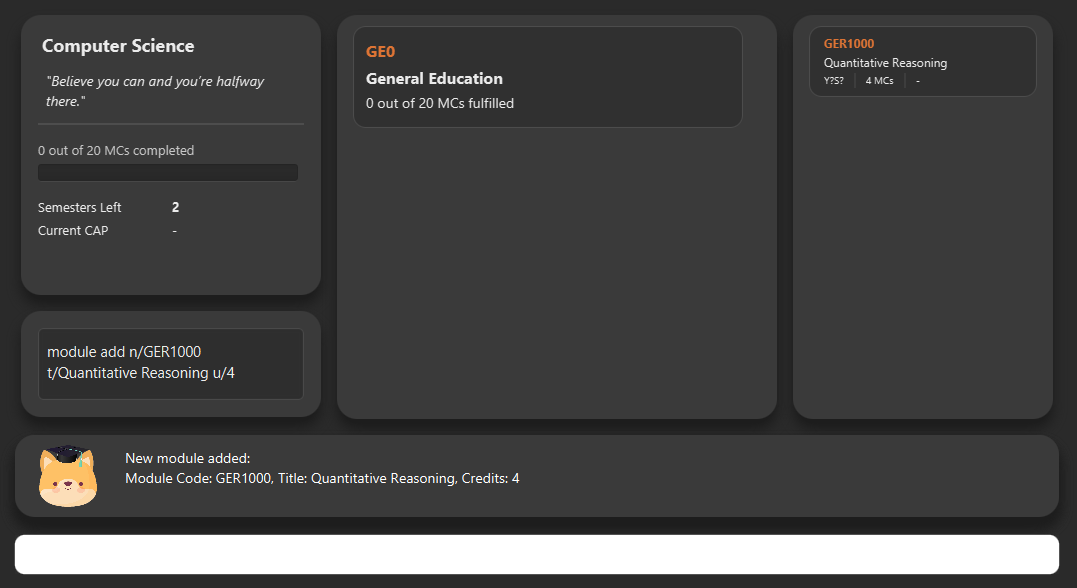 Computer Science
"Believe you can and you're halfway
there."
0 out of 20 MCs completed
Semesters Left 2
Current CAP -
module add n/GER1000
t/Quantitative Reasoning u/4
GE0
General Education
0 out of 20 MCs fulfilled
GER1000
Quantitative Reasoning
Y?S? 4 MCs -
New module added:
Module Code: GER1000, Title: Quantitative Reasoning, Credits: 4